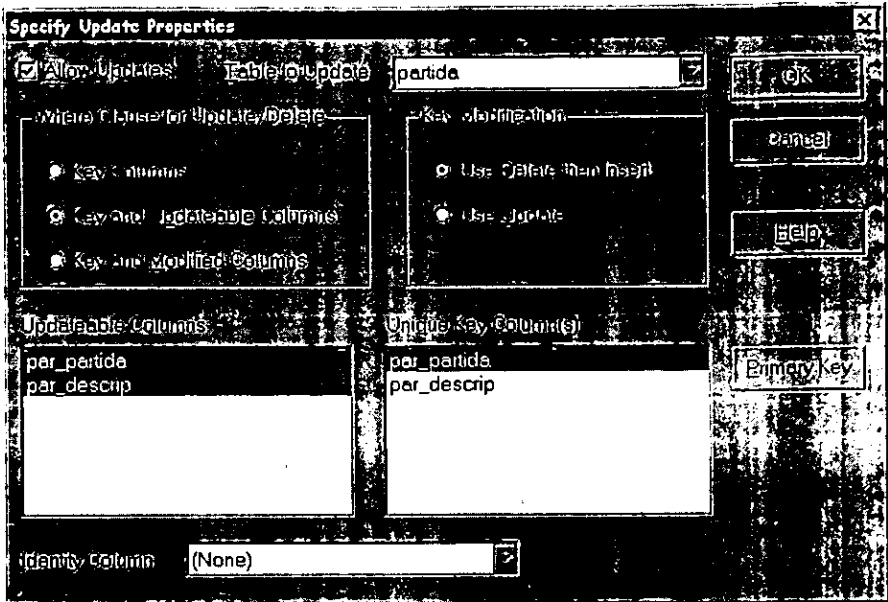 Specify Update Properties
Allow Updates
Table to Update
partida
OK
Where Clause for Update/Delete
Key Modification
Cancel
Key Columns
Use Delete then Insert
Key and Updateable Columns
Use Update
Help
Key and Modified Columns
Updateable Columns
Unique Key Column(s)
par_partida
par_descrip
par_partida
par_descrip
Primary Key
Identity Column
(None)